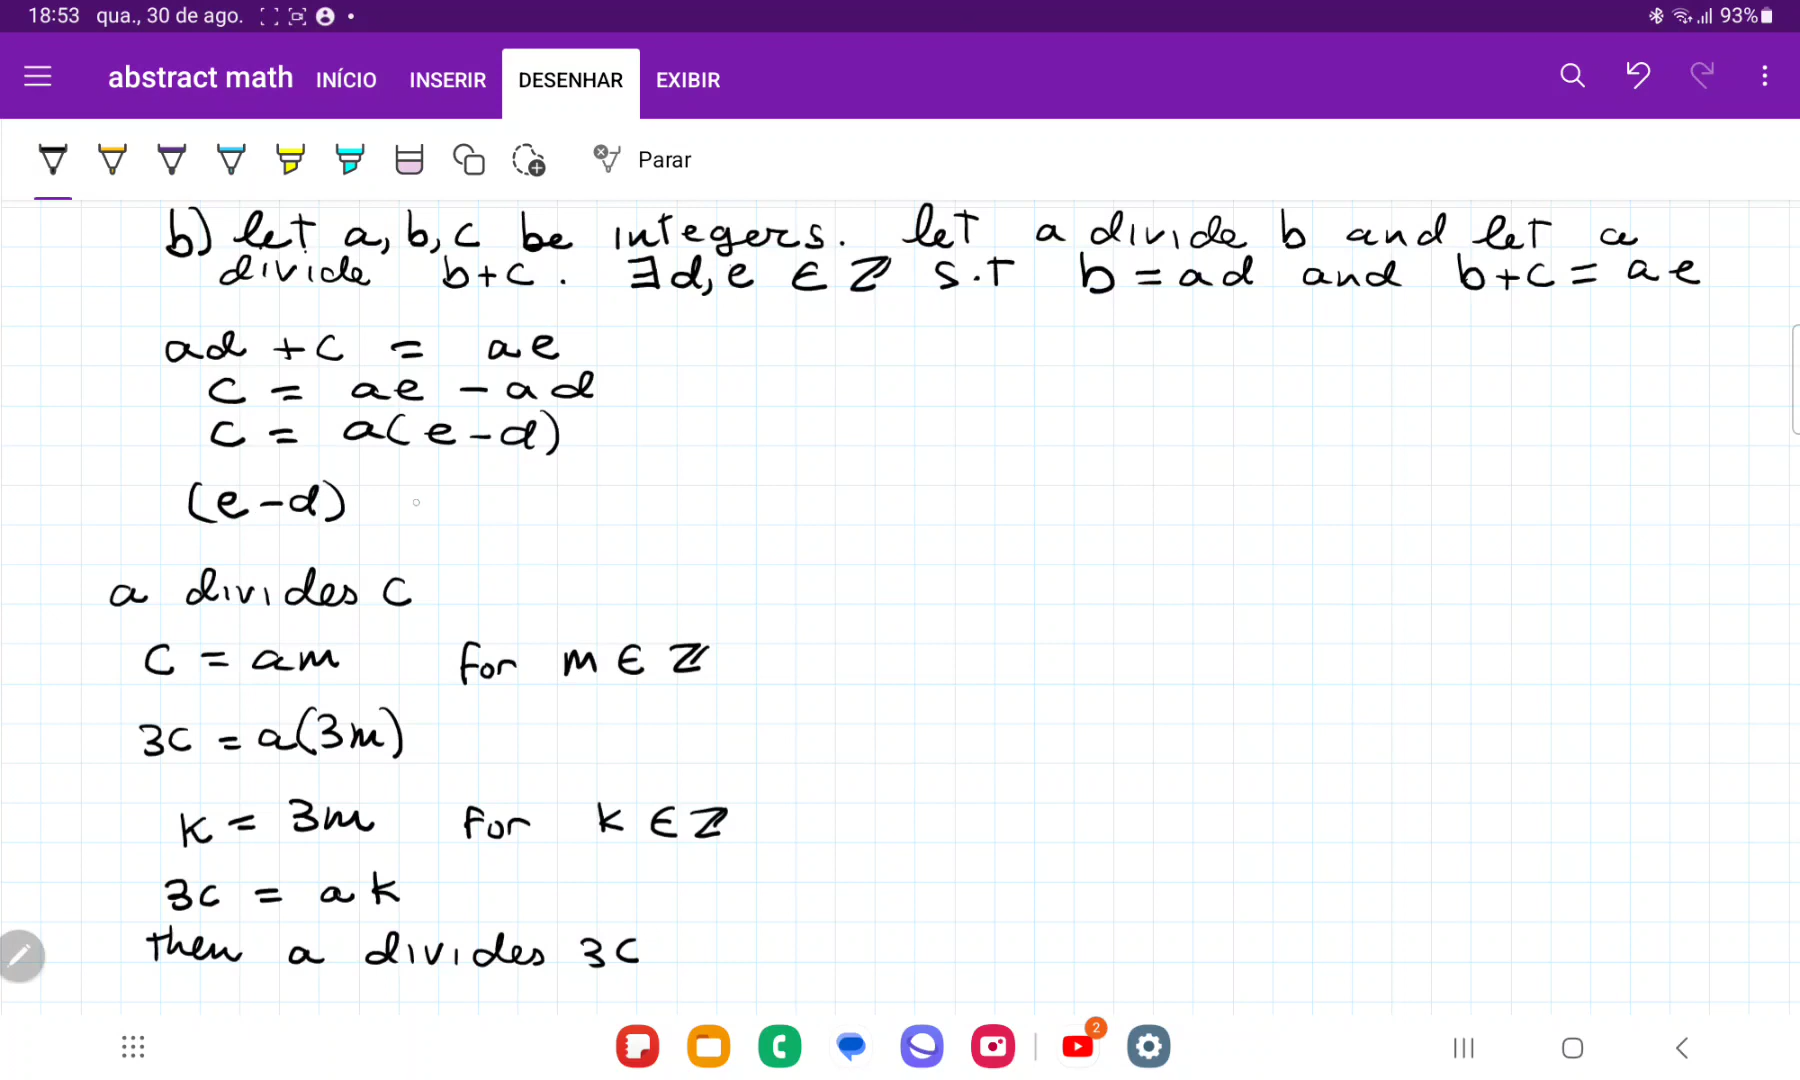 18:53 qua., 30 de ago. 93%
abstract math INÍCIO INSERIR DESENHAR EXIBIR
Parar
b) let a, b, c be integers. let a divide b and let a
divide b+c. ∃d, e ∈ ℤ s.t b = ad and b+c = ae
ad + c = ae
c = ae - ad
c = a(e-d)
(e-d)
a divides c
c = am for m ∈ ℤ
3c = a(3m)
k = 3m for k ∈ ℤ
3c = ak
then a divides 3c
2